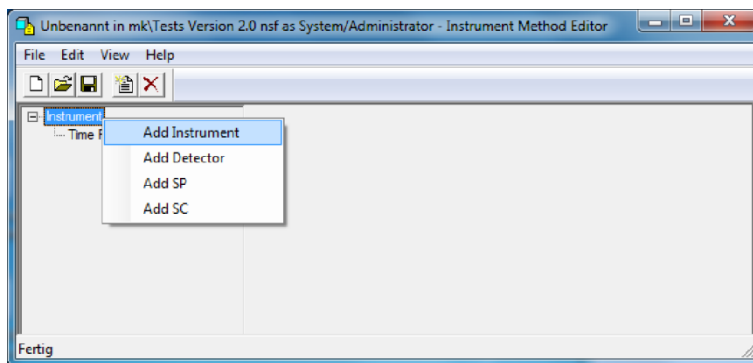 Unbenannt in mk\Tests Version 2.0 nsf as System/Administrator - Instrument Method Editor
File Edit View Help
Instrument
Time
Add Instrument
Add Detector
Add SP
Add SC
Fertig